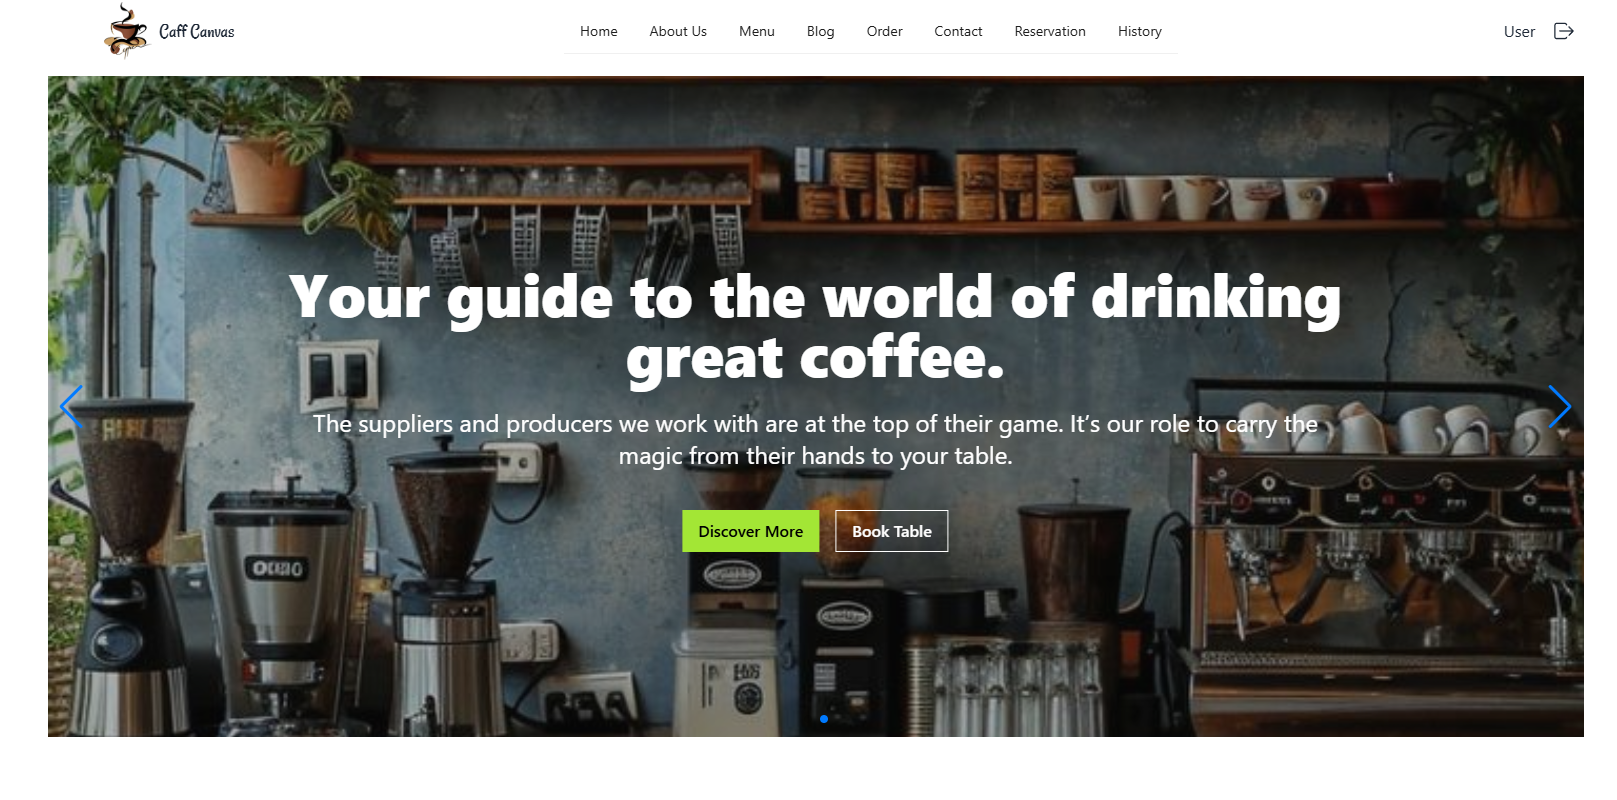 Caff Canvas
Home About Us Menu Blog Order Contact Reservation History
User
Your guide to the world of drinking
great coffee.
The suppliers and producers we work with are at the top of their game. It’s our role to carry the
magic from their hands to your table.
Discover More Book Table